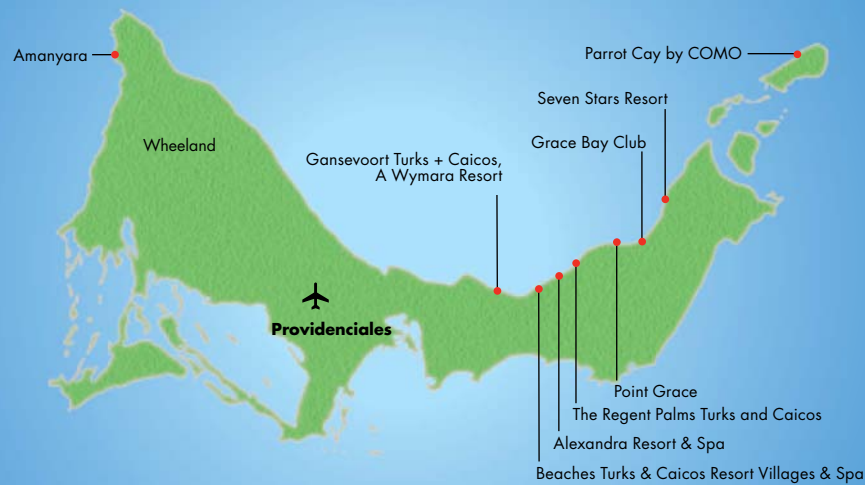 Amanyara
Parrot Cay by COMO
Seven Stars Resort
Wheeland
Grace Bay Club
Gansevoort Turks + Caicos,
A Wymara Resort
Providenciales
Point Grace
The Regent Palms Turks and Caicos
Alexandra Resort & Spa
Beaches Turks & Caicos Resort Villages & Spa